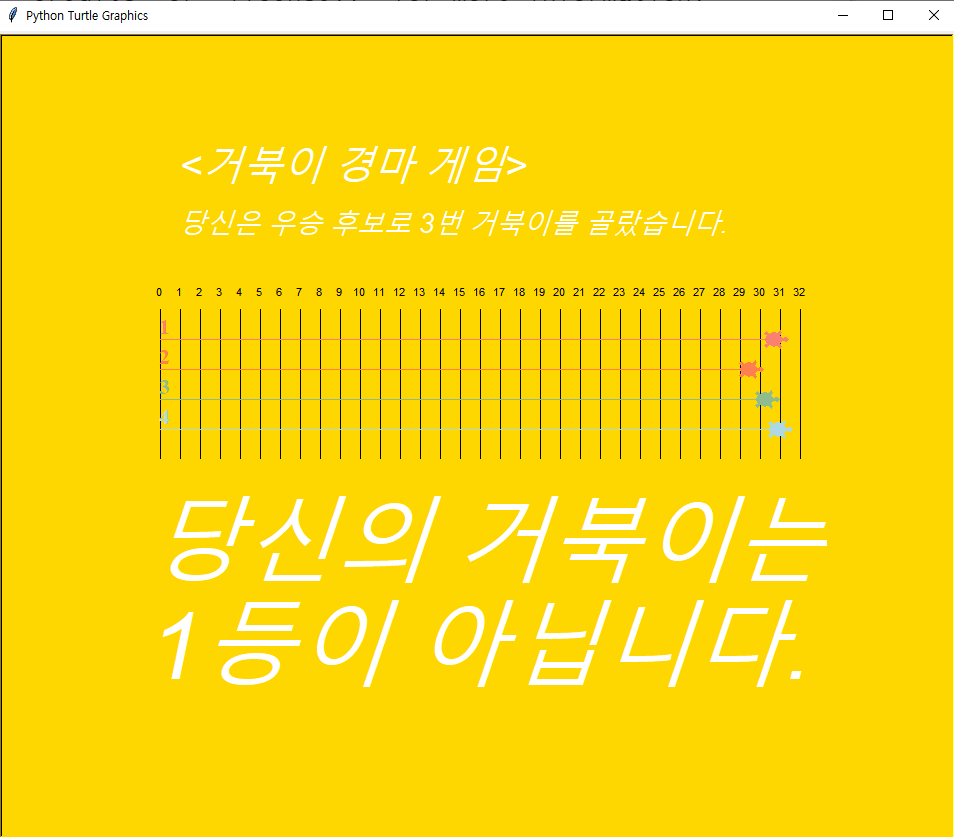 Python Turtle Graphics
<거북이 경마 게임>
당신은 우승 후보로 3번 거북이를 골랐습니다.
0 1 2 3 4 5 6 7 8 9 10 11 12 13 14 15 16 17 18 19 20 21 22 23 24 25 26 27 28 29 30 31 32
1
2
3
4
당신의 거북이는
1등이 아닙니다.